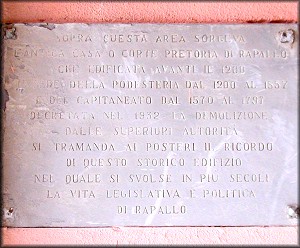 SOPRA QUESTA AREA SORGEVA
L'ANTICA CASA O CORTE PRETORIA DI RAPALLO
CHE EDIFICATA AVANTI IL 1200
DELLA PODESTERIA DAL 1200 AL 1557
E DEL CAPITANEATO DAL 1570 AL 1797
DECRETATA NEL 1932 LA DEMOLIZIONE
DALLE SUPERIORI AUTORITÀ
SI TRAMANDA AI POSTERI IL RICORDO
DI QUESTO STORICO EDIFIZIO
NEL QUALE SI SVOLSE IN PIÙ SECOLI
LA VITA LEGISLATIVA E POLITICA
DI RAPALLO